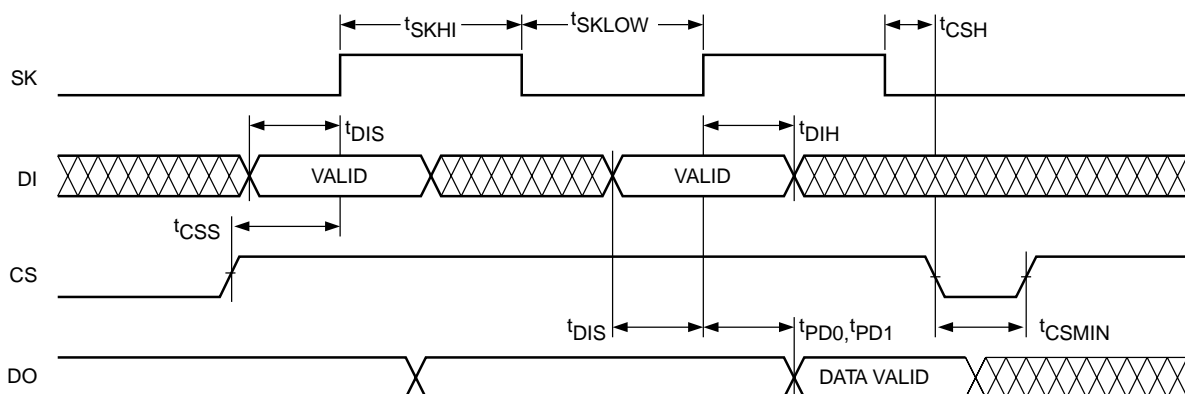 tSKHI tSKLOW tCSH
SK
tDIS tDIH
DI VALID VALID
tCSS
CS
tDIS tPD0,tPD1 tCSMIN
DO DATA VALID